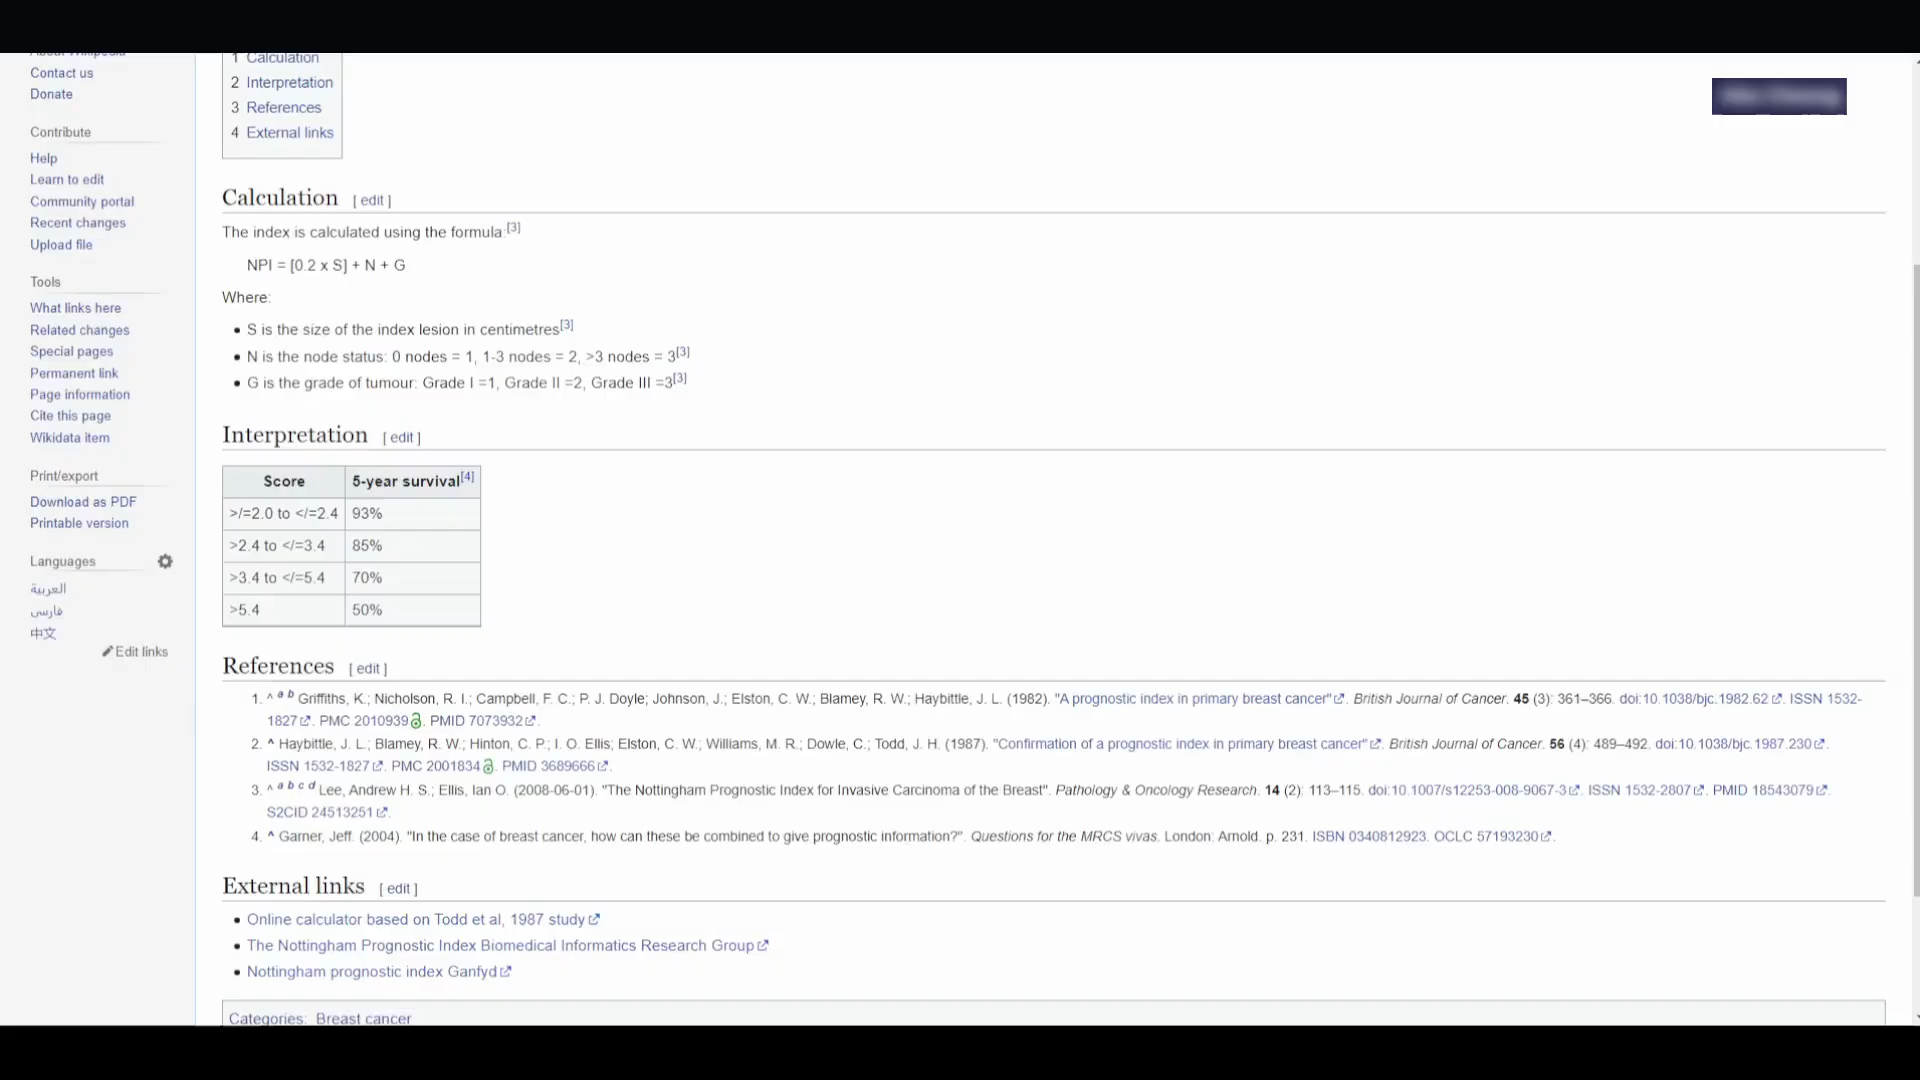 About Wikipedia
Contact us
Donate
Contribute
Help
Learn to edit
Community portal
Recent changes
Upload file
Tools
What links here
Related changes
Special pages
Permanent link
Page information
Cite this page
Wikidata item
Print/export
Download as PDF
Printable version
Languages
العربية
فارسی
中文
Edit links
1 Calculation
2 Interpretation
3 References
4 External links
Calculation [ edit ]
The index is calculated using the formula:[3]
NPI = [0.2 x S] + N + G
Where:
• S is the size of the index lesion in centimetres[3]
• N is the node status: 0 nodes = 1, 1-3 nodes = 2, >3 nodes = 3[3]
• G is the grade of tumour: Grade I =1, Grade II =2, Grade III =3[3]
Interpretation [ edit ]
Score 5-year survival[4]
>/=2.0 to </=2.4 93%
>2.4 to </=3.4 85%
>3.4 to </=5.4 70%
>5.4 50%
References [ edit ]
1. ^ a b Griffiths, K.; Nicholson, R. I.; Campbell, F. C.; P. J. Doyle; Johnson, J.; Elston, C. W.; Blamey, R. W.; Haybittle, J. L. (1982). "A prognostic index in primary breast cancer". British Journal of Cancer. 45 (3): 361–366. doi:10.1038/bjc.1982.62. ISSN 1532-
1827. PMC 2010939. PMID 7073932.
2. ^ Haybittle, J. L.; Blamey, R. W.; Hinton, C. P.; I. O. Ellis; Elston, C. W.; Williams, M. R.; Dowle, C.; Todd, J. H. (1987). "Confirmation of a prognostic index in primary breast cancer". British Journal of Cancer. 56 (4): 489–492. doi:10.1038/bjc.1987.230.
ISSN 1532-1827. PMC 2001834. PMID 3689666.
3. ^ a b c d Lee, Andrew H. S.; Ellis, Ian O. (2008-06-01). "The Nottingham Prognostic Index for Invasive Carcinoma of the Breast". Pathology & Oncology Research. 14 (2): 113–115. doi:10.1007/s12253-008-9067-3. ISSN 1532-2807. PMID 18543079.
S2CID 24513251.
4. ^ Garner, Jeff. (2004). "In the case of breast cancer, how can these be combined to give prognostic information?". Questions for the MRCS vivas. London: Arnold. p. 231. ISBN 0340812923. OCLC 57193230.
External links [ edit ]
• Online calculator based on Todd et al, 1987 study
• The Nottingham Prognostic Index Biomedical Informatics Research Group
• Nottingham prognostic index Ganfyd
Categories: Breast cancer